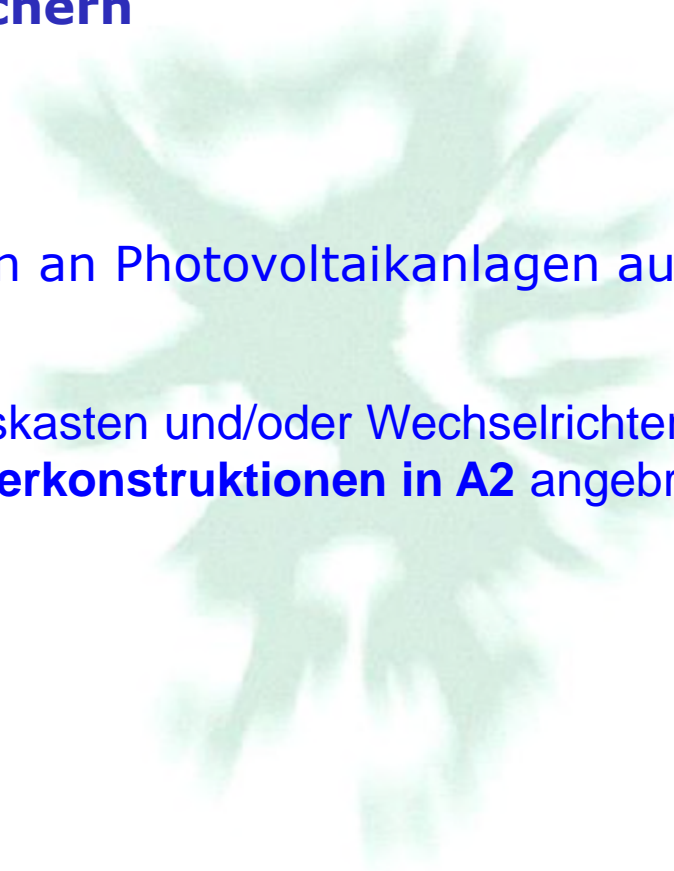 chern
n an Photovoltaikanlagen au
skasten und/oder Wechselrichter
erkonstruktionen in A2 angebr